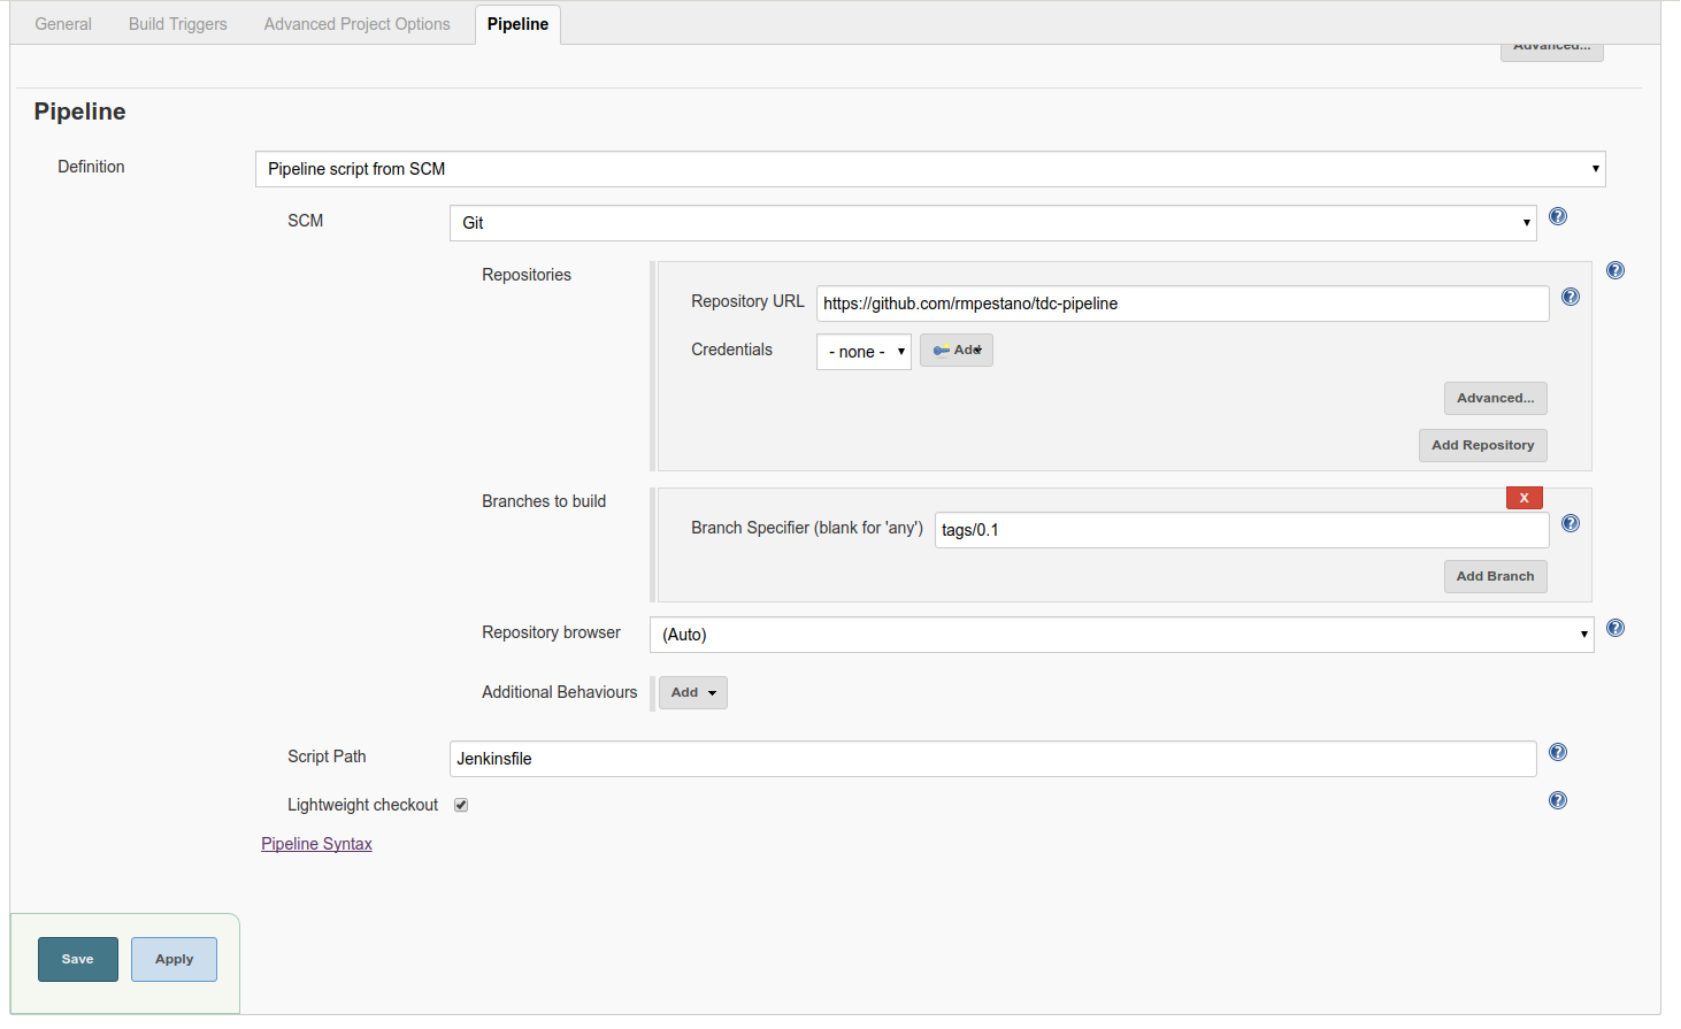 General Build Triggers Advanced Project Options Pipeline
Advanced...
Pipeline
Definition Pipeline script from SCM
SCM Git
Repositories
Repository URL https://github.com/rmpestano/tdc-pipeline
Credentials - none - Add
Advanced...
Add Repository
Branches to build X
Branch Specifier (blank for 'any') tags/0.1
Add Branch
Repository browser (Auto)
Additional Behaviours Add
Script Path Jenkinsfile
Lightweight checkout
Pipeline Syntax
Save Apply